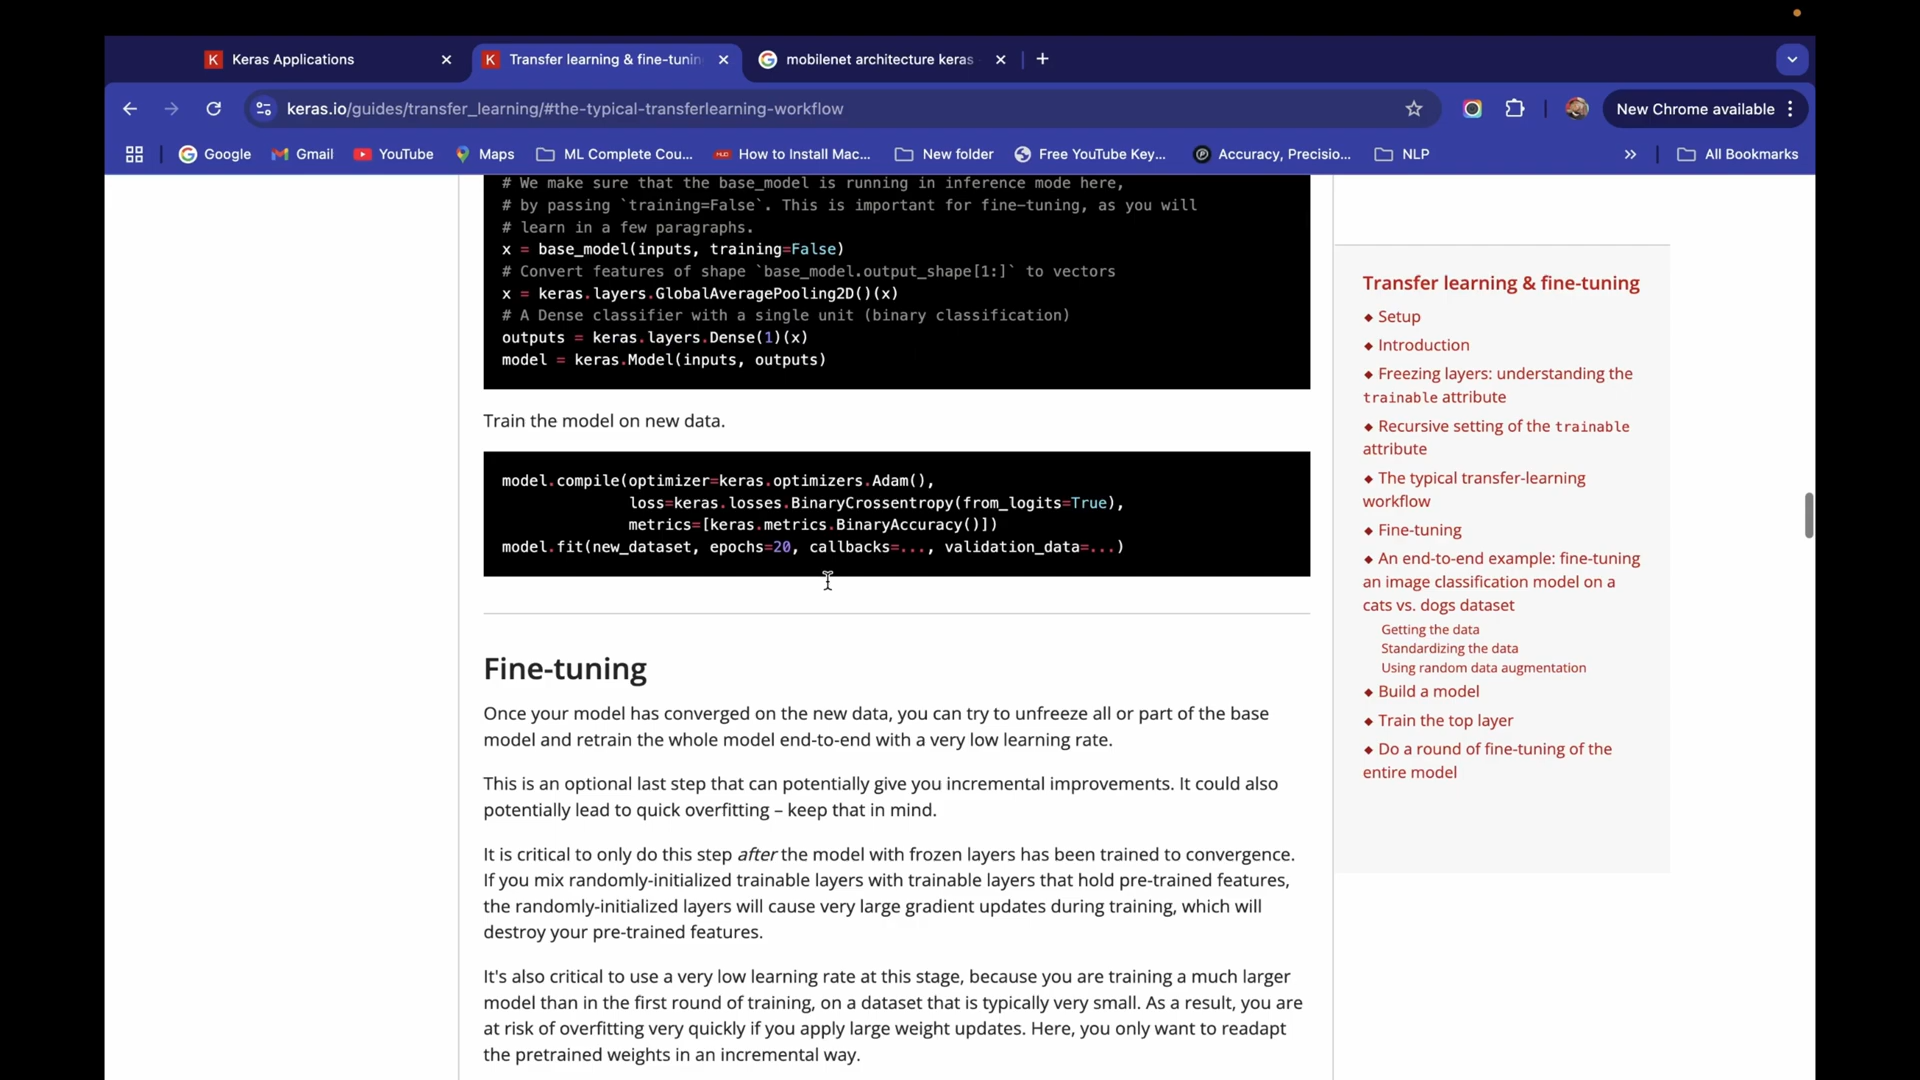 Keras Applications
Transfer learning & fine-tunin
mobilenet architecture keras
keras.io/guides/transfer_learning/#the-typical-transferlearning-workflow
New Chrome available
Google
Gmail
YouTube
Maps
ML Complete Cou...
How to Install Mac...
New folder
Free YouTube Key...
Accuracy, Precisio...
NLP
All Bookmarks
# We make sure that the base_model is running in inference mode here,
# by passing `training=False`. This is important for fine-tuning, as you will
# learn in a few paragraphs.
x = base_model(inputs, training=False)
# Convert features of shape `base_model.output_shape[1:]` to vectors
x = keras.layers.GlobalAveragePooling2D()(x)
# A Dense classifier with a single unit (binary classification)
outputs = keras.layers.Dense(1)(x)
model = keras.Model(inputs, outputs)
Train the model on new data.
model.compile(optimizer=keras.optimizers.Adam(),
loss=keras.losses.BinaryCrossentropy(from_logits=True),
metrics=[keras.metrics.BinaryAccuracy()])
model.fit(new_dataset, epochs=20, callbacks=..., validation_data=...)
Fine-tuning
Once your model has converged on the new data, you can try to unfreeze all or part of the base
model and retrain the whole model end-to-end with a very low learning rate.
This is an optional last step that can potentially give you incremental improvements. It could also
potentially lead to quick overfitting – keep that in mind.
It is critical to only do this step after the model with frozen layers has been trained to convergence.
If you mix randomly-initialized trainable layers with trainable layers that hold pre-trained features,
the randomly-initialized layers will cause very large gradient updates during training, which will
destroy your pre-trained features.
It's also critical to use a very low learning rate at this stage, because you are training a much larger
model than in the first round of training, on a dataset that is typically very small. As a result, you are
at risk of overfitting very quickly if you apply large weight updates. Here, you only want to readapt
the pretrained weights in an incremental way.
Transfer learning & fine-tuning
◆ Setup
◆ Introduction
◆ Freezing layers: understanding the
trainable attribute
◆ Recursive setting of the trainable
attribute
◆ The typical transfer-learning
workflow
◆ Fine-tuning
◆ An end-to-end example: fine-tuning
an image classification model on a
cats vs. dogs dataset
Getting the data
Standardizing the data
Using random data augmentation
◆ Build a model
◆ Train the top layer
◆ Do a round of fine-tuning of the
entire model